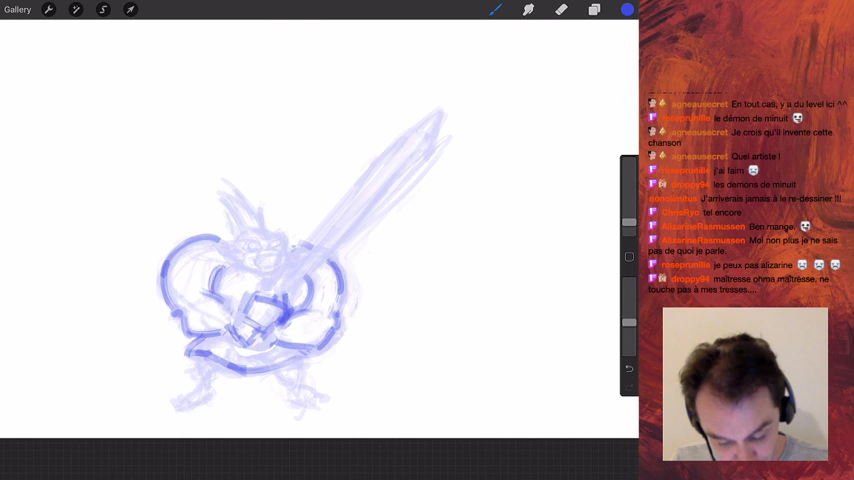 Gallery
agneausecret En tout cas, y a du level ici ^^
roseprunille le démon de minuit
agneausecret Je crois qu'il invente cette
chanson
agneausecret Quel artiste !
roseprunille j'ai faim
droppy94 les demons de minuit
J'arriverais jamais à le re-dessiner !!!
ChrisRyo tel encore
AlizarineRasmussen Ben mange.
AlizarineRasmussen Moi non plus je ne sais
pas de quoi je parle.
roseprunille je peux pas alizarine
droppy94 maîtresse ohma maîtresse. ne
touche pas à mes tresses....